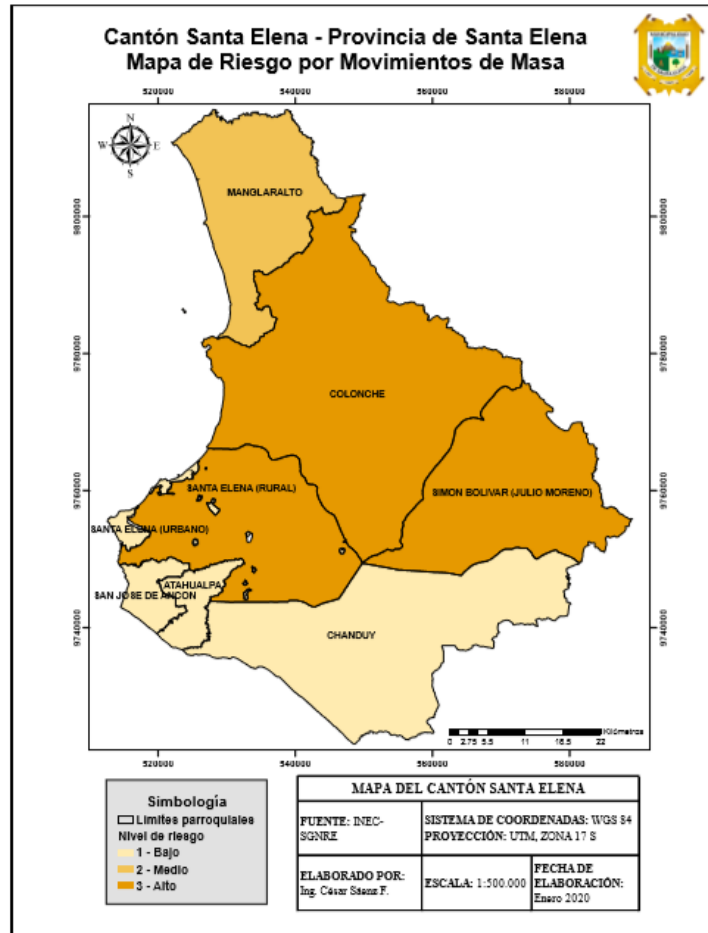 Cantón Santa Elena - Provincia de Santa Elena
Mapa de Riesgo por Movimientos de Masa
520000 540000 560000 580000
N
W E
S
MANGLARALTO
9800000 9800000
9780000 9780000
COLONCHE
9760000 9760000
SANTA ELENA (RURAL)
SIMON BOLIVAR (JULIO MORENO)
SANTA ELENA (URBANO)
ATAHUALPA
SAN JOSE DE ANCON
CHANDUY
9740000 9740000
Kilómetros
0 2.75 5.5 11 16.5 22
520000 540000 560000 580000
Simbología
Límites parroquiales
Nivel de riesgo
1 - Bajo
2 - Medio
3 - Alto
MAPA DEL CANTÓN SANTA ELENA
FUENTE: INEC-
SGNRE
SISTEMA DE COORDENADAS: WGS 84
PROYECCIÓN: UTM, ZONA 17 S
ELABORADO POR:
Ing. César Sáenz F.
ESCALA: 1:500.000
FECHA DE
ELABORACIÓN:
Enero 2020